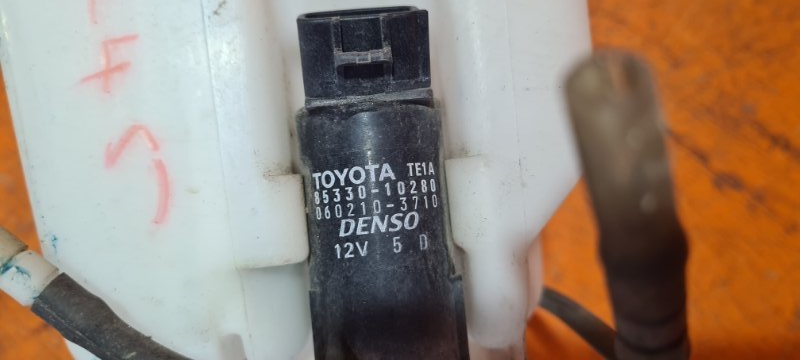 TOYOTA TE1A
85330-10280
060210-3710
DENSO
12V 5 D